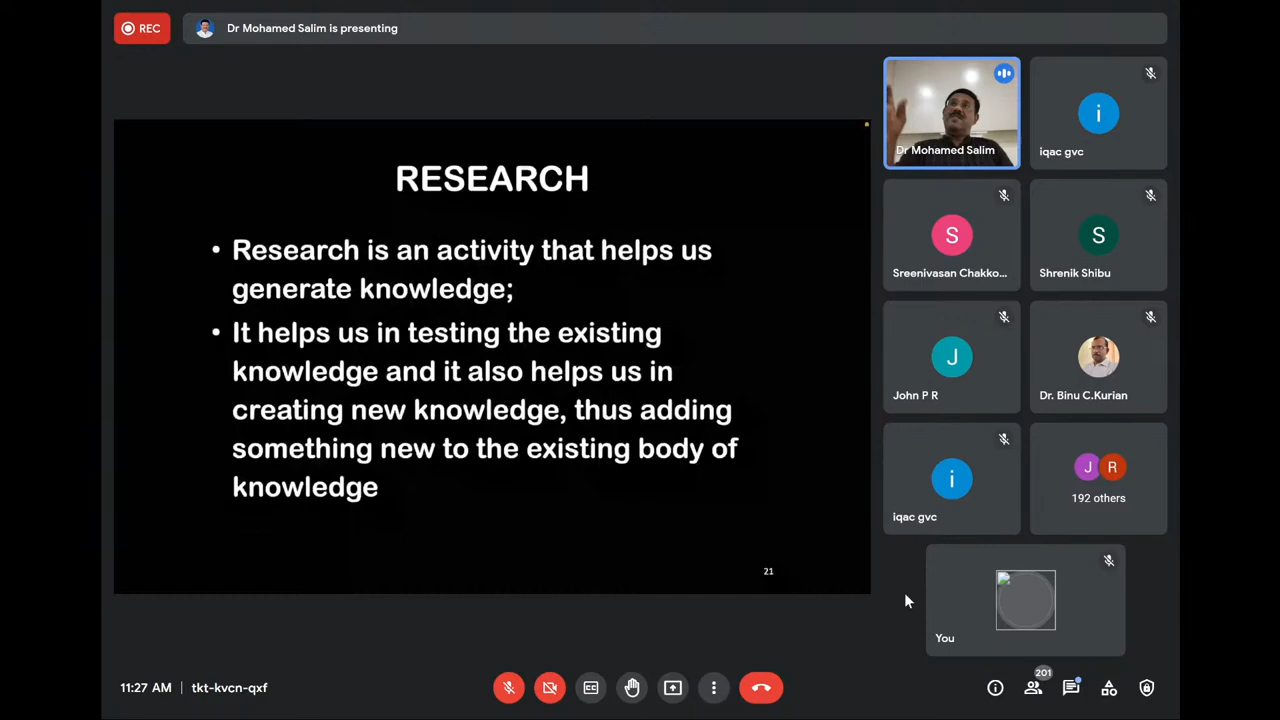 REC
Dr Mohamed Salim is presenting
RESEARCH
• Research is an activity that helps us
generate knowledge;
• It helps us in testing the existing
knowledge and it also helps us in
creating new knowledge, thus adding
something new to the existing body of
knowledge
21
Dr Mohamed Salim
i
iqac gvc
S
Sreenivasan Chakko...
S
Shrenik Shibu
J
John P R
Dr. Binu C.Kurian
i
iqac gvc
J R
192 others
You
11:27 AM | tkt-kvcn-qxf
CC
201